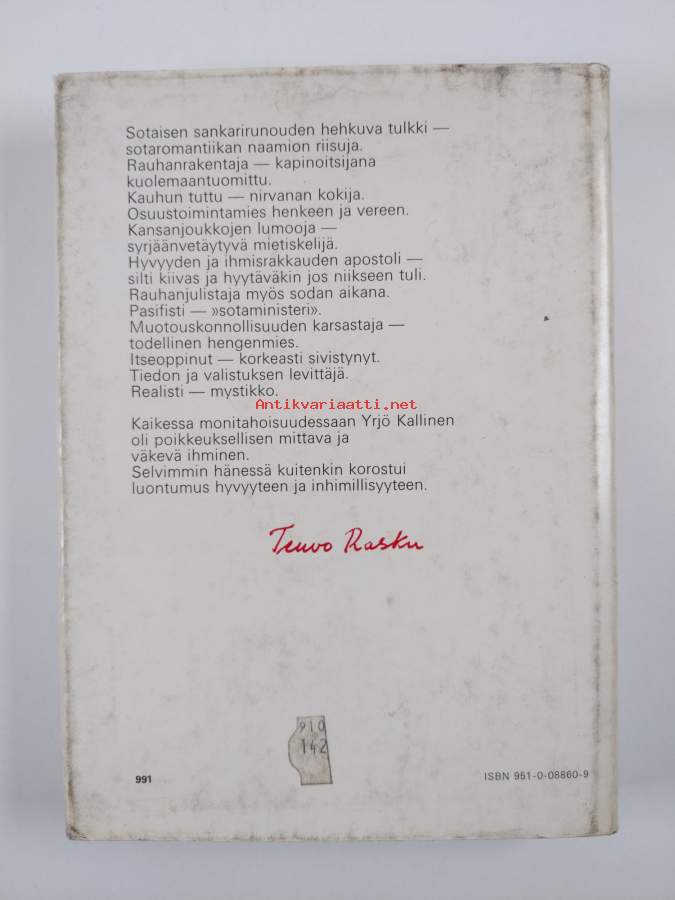 Sotaisen sankarirunouden hehkuva tulkki —
sotaromantiikan naamion riisuja.
Rauhanrakentaja — kapinoitsijana
kuolemaantuomittu.
Kauhun tuttu — nirvanan kokija.
Osuustoimintamies henkeen ja vereen.
Kansanjoukkojen lumooja —
syrjäänvetäytyvä mietiskelijä.
Hyvyyden ja ihmisrakkauden apostoli —
silti kiivas ja hyytäväkin jos niikseen tuli.
Rauhanjulistaja myös sodan aikana.
Pasifisti — »sotaministeri».
Muotouskonnollisuuden karsastaja —
todellinen hengenmies.
Itseoppinut — korkeasti sivistynyt.
Tiedon ja valistuksen levittäjä.
Realisti — mystikko.
Antikvariaatti.net
Kaikessa monitahoisuudessaan Yrjö Kallinen
oli poikkeuksellisen mittava ja
väkevä ihminen.
Selvimmin hänessä kuitenkin korostui
luontumus hyvyyteen ja inhimillisyyteen.
Teuvo Rasku
910
142
991
ISBN 951-0-08860-9